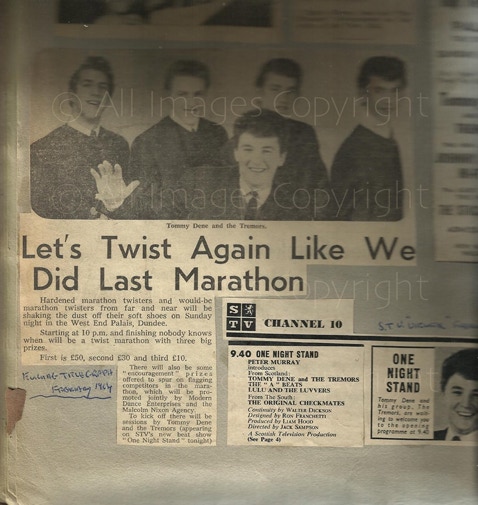 © All Images Copyright
© All Images Copyright
Tommy Dene and the Tremors.
Let's Twist Again Like We
Did Last Marathon
Hardened marathon twisters and would-be
marathon twisters from far and near will
be shaking the dust off their soft shoes on Sunday
night in the West End Palais, Dundee.
Starting at 10 p.m. and finishing nobody knows
when will be a twist marathon with three big
prizes.
First is £50, second £30 and third £10.
There will also be some
"encouragement" prizes
offered to spur on flagging
competitors in the mara-
thon, which will be pro-
moted jointly by Modern
Dance Enterprises and the
Malcolm Nixon Agency.
To kick off there will be
sessions by Tommy Dene
and the Tremors (appearing
on STV's new beat show
"One Night Stand" tonight)
EVENING TELEGRAPH
FEBRUARY 1964
STV
CHANNEL 10
9.40 ONE NIGHT STAND
PETER MURRAY
introduces
From Scotland:
TOMMY DENE and the TREMORS
THE "A" BEATS
LULU and the LUVVERS
From The South:
THE ORIGINAL CHECKMATES
Continuity by WALTER DICKSON
Designed by RON FRANCHETTI
Produced by LIAM HOOD
Directed by JACK SAMPSON
A Scottish Television Production
(See Page 4)
ONE
NIGHT
STAND
Tommy Dene and
his group, The
Tremors, are wait-
ing to welcome you
to the opening
programme at 9.40